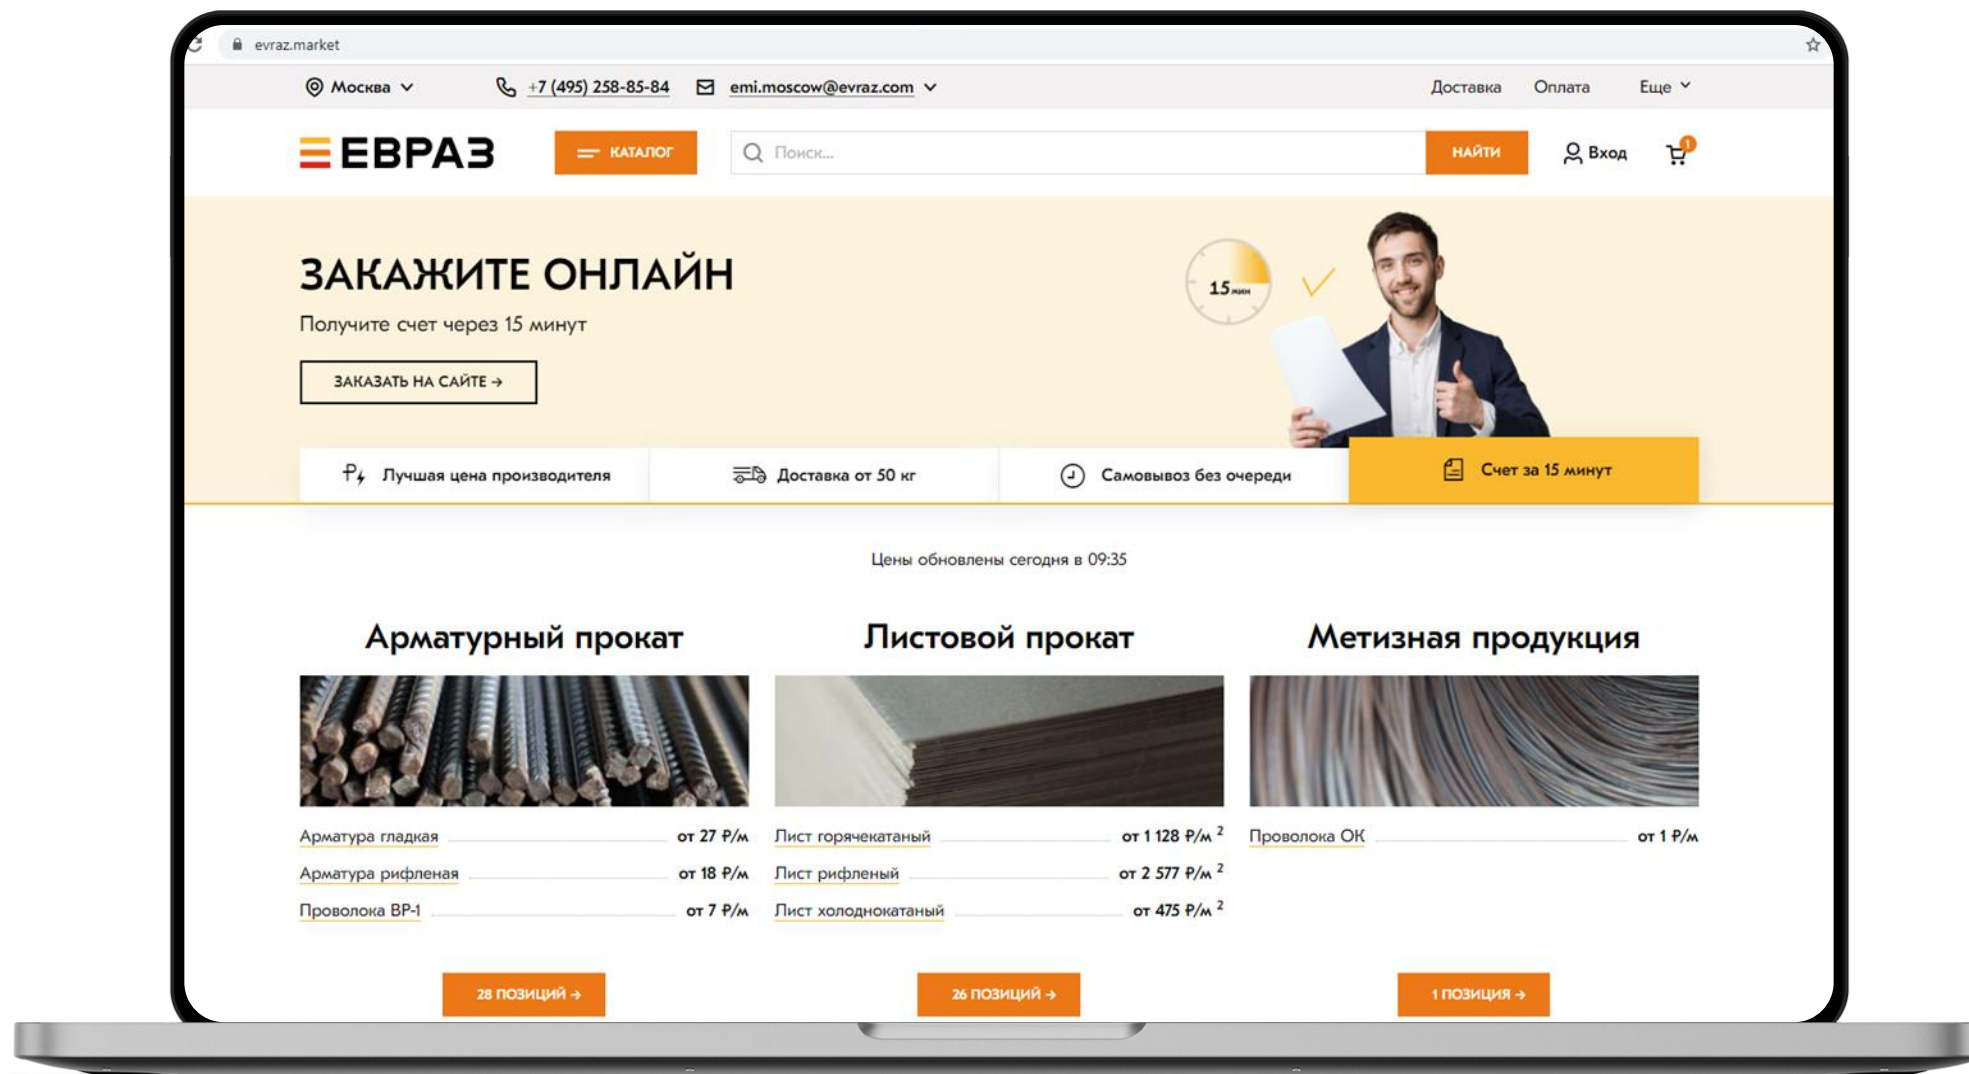 evraz.market
Москва +7 (495) 258-85-84 emi.moscow@evraz.com Доставка Оплата Еще
ЕВРАЗ КАТАЛОГ Поиск... НАЙТИ Вход 1
ЗАКАЖИТЕ ОНЛАЙН
Получите счет через 15 минут
ЗАКАЗАТЬ НА САЙТЕ →
15 мин
Лучшая цена производителя
Доставка от 50 кг
Самовывоз без очереди
Счет за 15 минут
Цены обновлены сегодня в 09:35
Арматурный прокат
Арматура гладкая от 27 ₽/м
Арматура рифленая от 18 ₽/м
Проволока ВР-1 от 7 ₽/м
28 ПОЗИЦИЙ →
Листовой прокат
Лист горячекатаный от 1 128 ₽/м ²
Лист рифленый от 2 577 ₽/м ²
Лист холоднокатаный от 475 ₽/м ²
26 ПОЗИЦИЙ →
Метизная продукция
Проволока ОК от 1 ₽/м
1 ПОЗИЦИЯ →